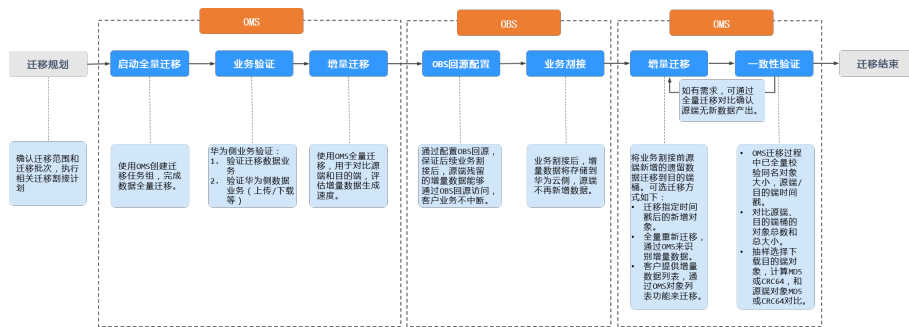 OMS
OBS
OMS
迁移规划
启动全量迁移
业务验证
增量迁移
OBS回源配置
业务割接
增量迁移
一致性验证
迁移结束
如有需求，可通过
全量迁移对比确认
源端无新数据产出。
确认迁移范围和
迁移批次，执行
相关迁移割接计
划
使用OMS创建迁
移任务组，完成
数据全量迁移。
华为侧业务验证：
1. 验证迁移数据业
务
2. 验证华为侧数据
业务（上传/下载
等）
使用OMS全量迁
移，用于对比源
端和目的端，评
估增量数据生成
速度。
通过配置OBS回源，
保证后续业务割
接后，源端残留
的增量数据能够
通过OBS回源访问，
客户业务不中断。
业务割接后，增
量数据将存储到
华为云侧，源端
不再新增数据。
将业务割接前源
端新增的遗留数
据迁移到目的端
桶。可选迁移方
式如下：
• 迁移指定时间
戳后的新增对
象。
• 全量重新迁移，
通过OMS来识
别增量数据。
• 客户提供增量
数据列表，通
过OMS对象列
表功能来迁移。
• OMS迁移过程
中已全量校
验同名对象
大小，源端/
目的端时间
戳。
• 对比源端、
目的端桶的
对象总数和
总大小。
• 抽样选择下
载目的端对
象，计算MD5
或CRC64，和
源端对象MD5
或CRC64对比。